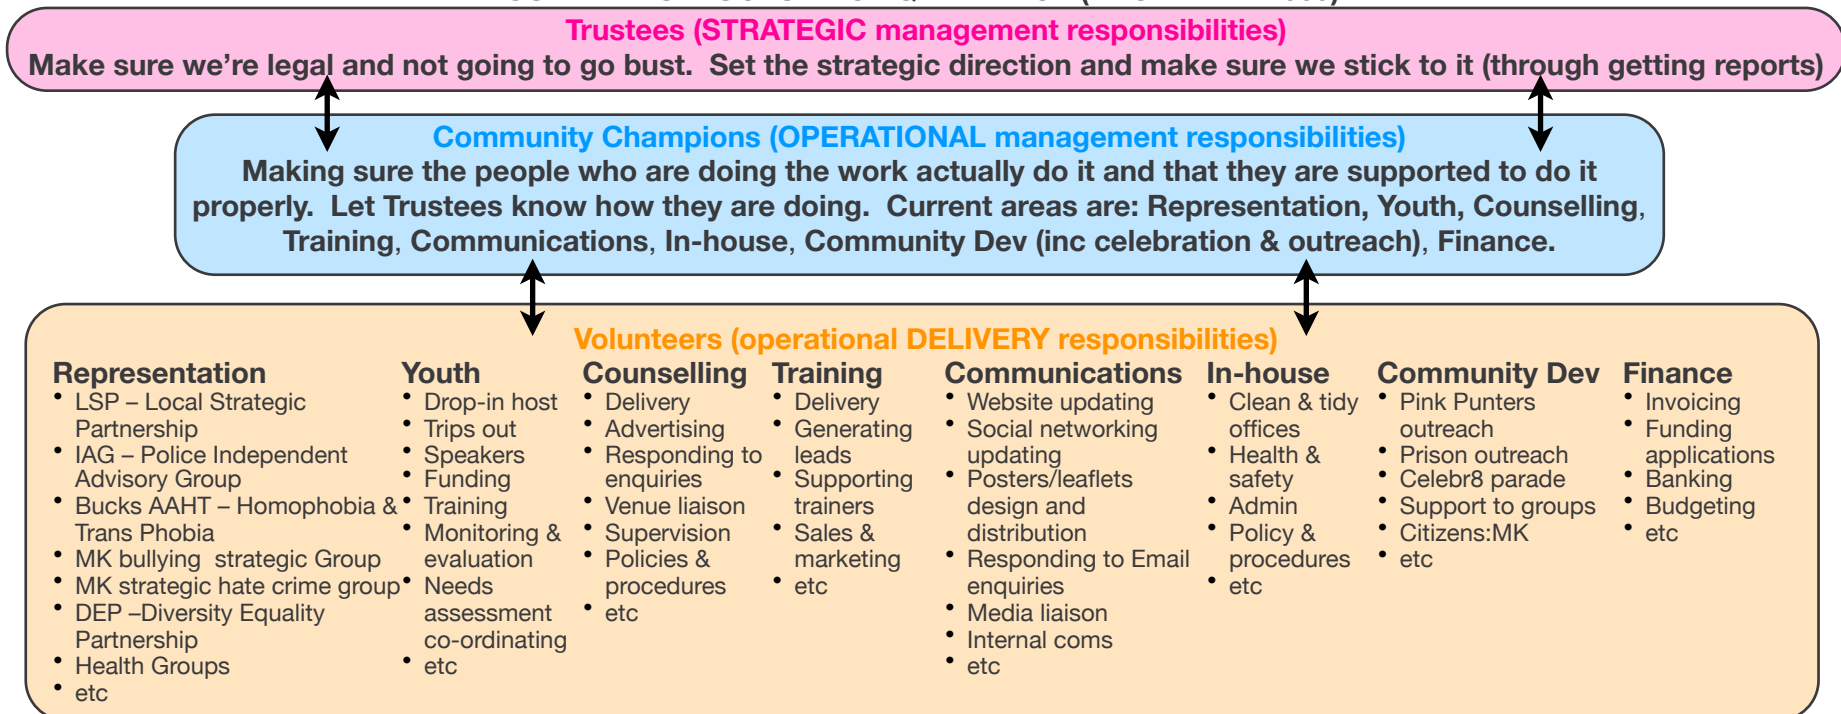 Trustees (STRATEGIC management responsibilities)
Make sure we're legal and not going to go bust.  Set the strategic direction and make sure we stick to it (through getting reports)
Community Champions (OPERATIONAL management responsibilities)
Making sure the people who are doing the work actually do it and that they are supported to do it
properly.  Let Trustees know how they are doing.  Current areas are: Representation, Youth, Counselling,
Training, Communications, In-house, Community Dev (inc celebration & outreach), Finance.
Volunteers (operational DELIVERY responsibilities)
Representation
• LSP – Local Strategic
Partnership
• IAG – Police Independent
Advisory Group
• Bucks AAHT – Homophobia &
Trans Phobia
• MK bullying  strategic Group
• MK strategic hate crime group
• DEP –Diversity Equality
Partnership
• Health Groups
• etc
Youth
• Drop-in host
• Trips out
• Speakers
• Funding
• Training
• Monitoring &
evaluation
• Needs
assessment
co-ordinating
• etc
Counselling
• Delivery
• Advertising
• Responding to
enquiries
• Venue liaison
• Supervision
• Policies &
procedures
• etc
Training
• Delivery
• Generating
leads
• Supporting
trainers
• Sales &
marketing
• etc
Communications
• Website updating
• Social networking
updating
• Posters/leaflets
design and
distribution
• Responding to Email
enquiries
• Media liaison
• Internal coms
• etc
In-house
• Clean & tidy
offices
• Health &
safety
• Admin
• Policy &
procedures
• etc
Community Dev
• Pink Punters
outreach
• Prison outreach
• Celebr8 parade
• Support to groups
• Citizens:MK
• etc
Finance
• Invoicing
• Funding
applications
• Banking
• Budgeting
• etc